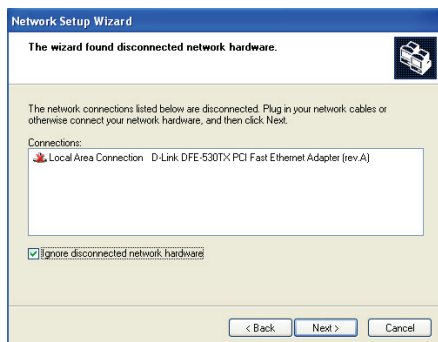 Network Setup Wizard
The wizard found disconnected network hardware.
The network connections listed below are disconnected. Plug in your network cables or
otherwise connect your network hardware, and then click Next.
Connections:
Local Area Connection D-Link DFE-530TX PCI Fast Ethernet Adapter (rev.A)
Ignore disconnected network hardware
< Back Next > Cancel